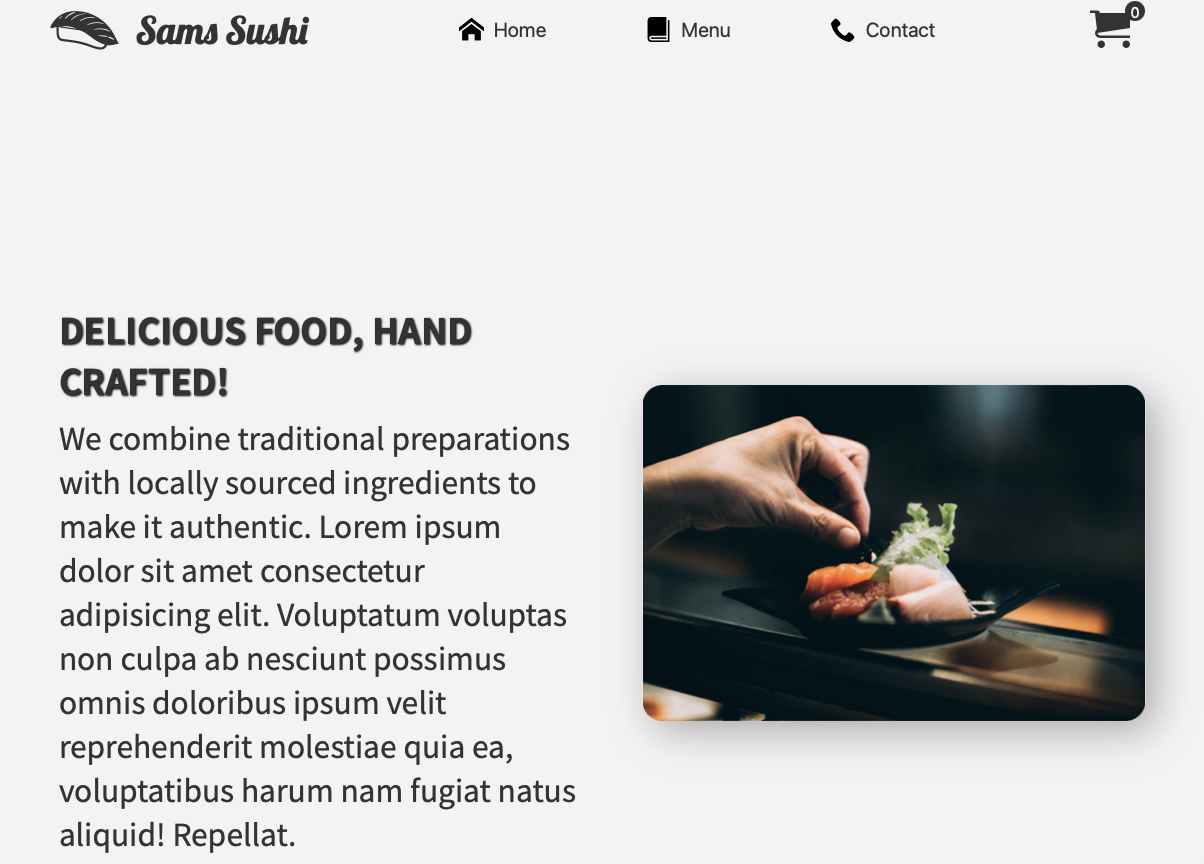 Sams Sushi
Home
Menu
Contact
0
DELICIOUS FOOD, HAND
CRAFTED!
We combine traditional preparations
with locally sourced ingredients to
make it authentic. Lorem ipsum
dolor sit amet consectetur
adipisicing elit. Voluptatum voluptas
non culpa ab nesciunt possimus
omnis doloribus ipsum velit
reprehenderit molestiae quia ea,
voluptatibus harum nam fugiat natus
aliquid! Repellat.